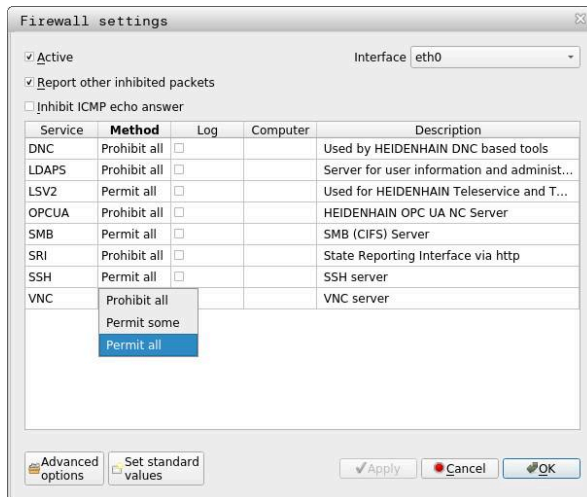 Firewall settings
Active
Interface eth0
Report other inhibited packets
Inhibit ICMP echo answer
Service Method Log Computer Description
DNC Prohibit all Used by HEIDENHAIN DNC based tools
LDAPS Prohibit all Server for user information and administ...
LSV2 Permit all Used for HEIDENHAIN Teleservice and T...
OPCUA Prohibit all HEIDENHAIN OPC UA NC Server
SMB Permit all SMB (CIFS) Server
SRI Prohibit all State Reporting Interface via http
SSH Permit all SSH server
VNC VNC server
Prohibit all
Permit some
Permit all
Advanced options
Set standard values
Apply
Cancel
OK